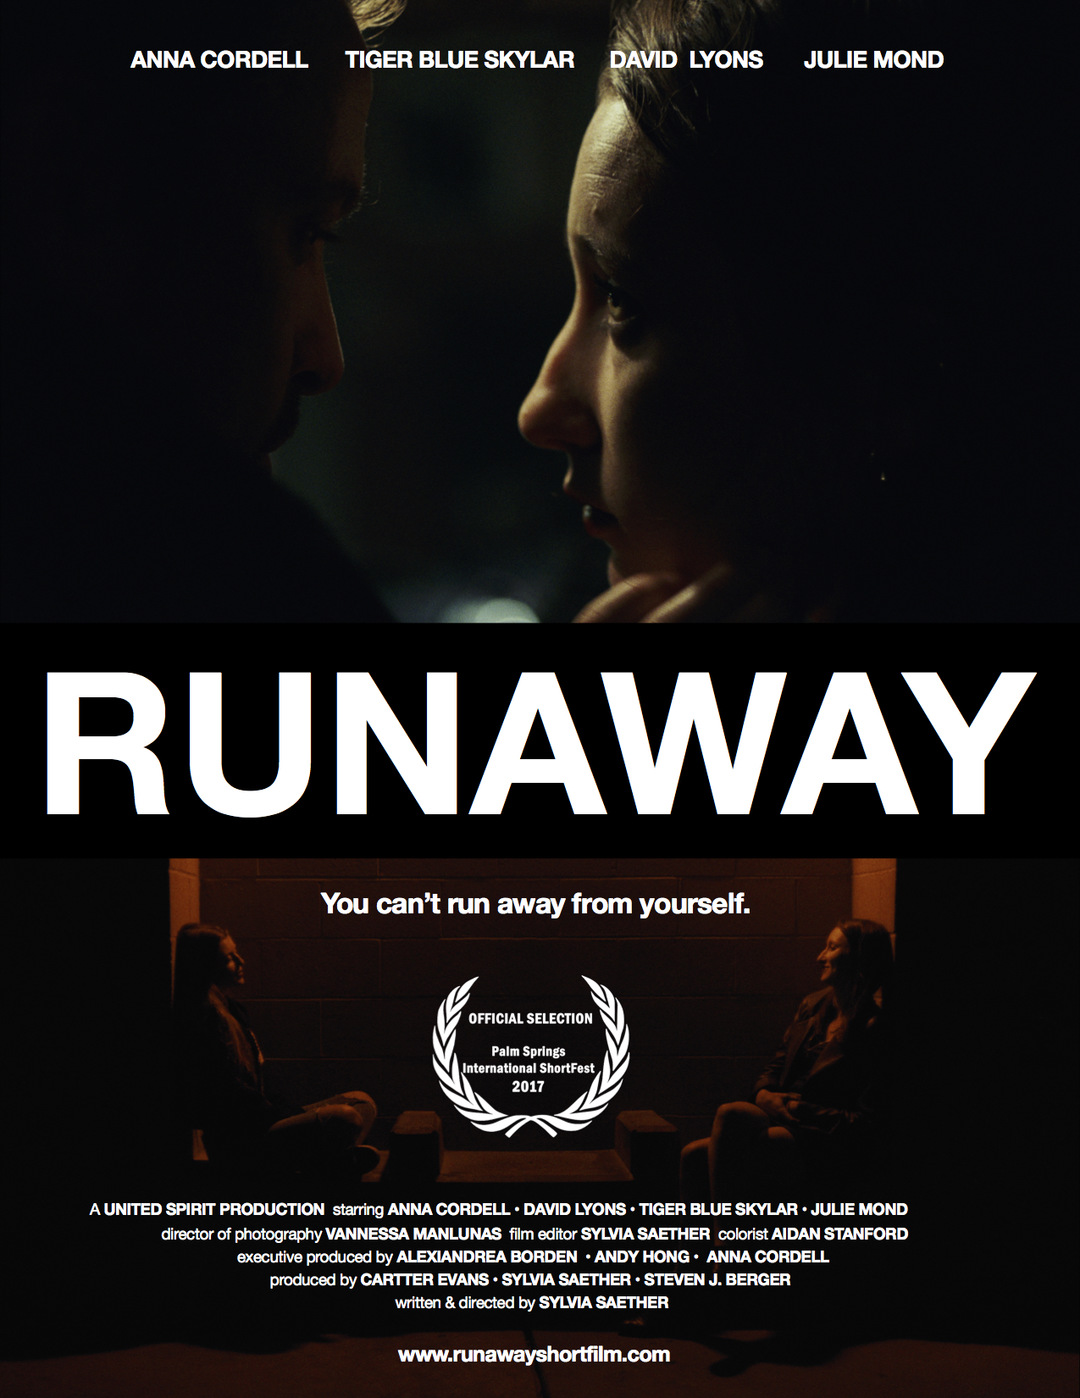 ANNA CORDELL TIGER BLUE SKYLAR DAVID LYONS JULIE MOND
RUNAWAY
You can't run away from yourself.
OFFICIAL SELECTION
Palm Springs
International ShortFest
2017
A UNITED SPIRIT PRODUCTION starring ANNA CORDELL • DAVID LYONS • TIGER BLUE SKYLAR • JULIE MOND
director of photography VANNESSA MANLUNAS film editor SYLVIA SAETHER colorist AIDAN STANFORD
executive produced by ALEXIANDREA BORDEN • ANDY HONG • ANNA CORDELL
produced by CARTTER EVANS • SYLVIA SAETHER • STEVEN J. BERGER
written & directed by SYLVIA SAETHER
www.runawayshortfilm.com